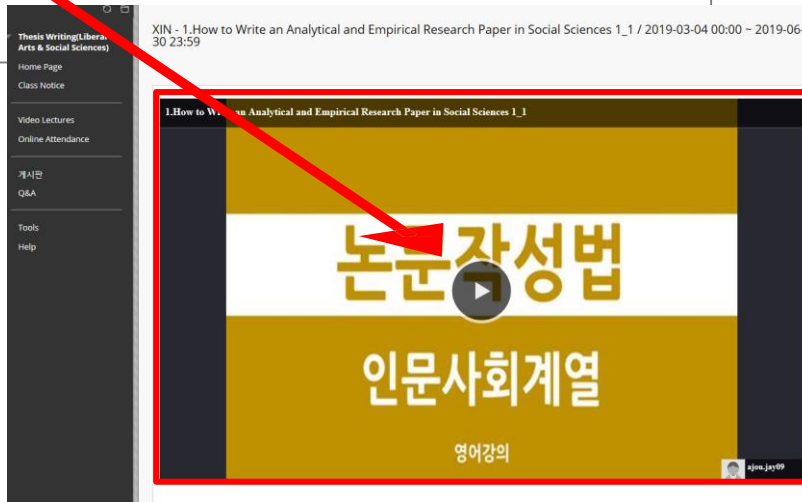 Thesis Writing(Liberal
Arts & Social Sciences)
Home Page
Class Notice
Video Lectures
Online Attendance
게시판
Q&A
Tools
Help
XIN - 1.How to Write an Analytical and Empirical Research Paper in Social Sciences 1_1 / 2019-03-04 00:00 ~ 2019-06-
30 23:59
1.How to W an Analytical and Empirical Research Paper in Social Sciences 1_1
논문작성법
인문사회계열
영어강의
ajou.jay09